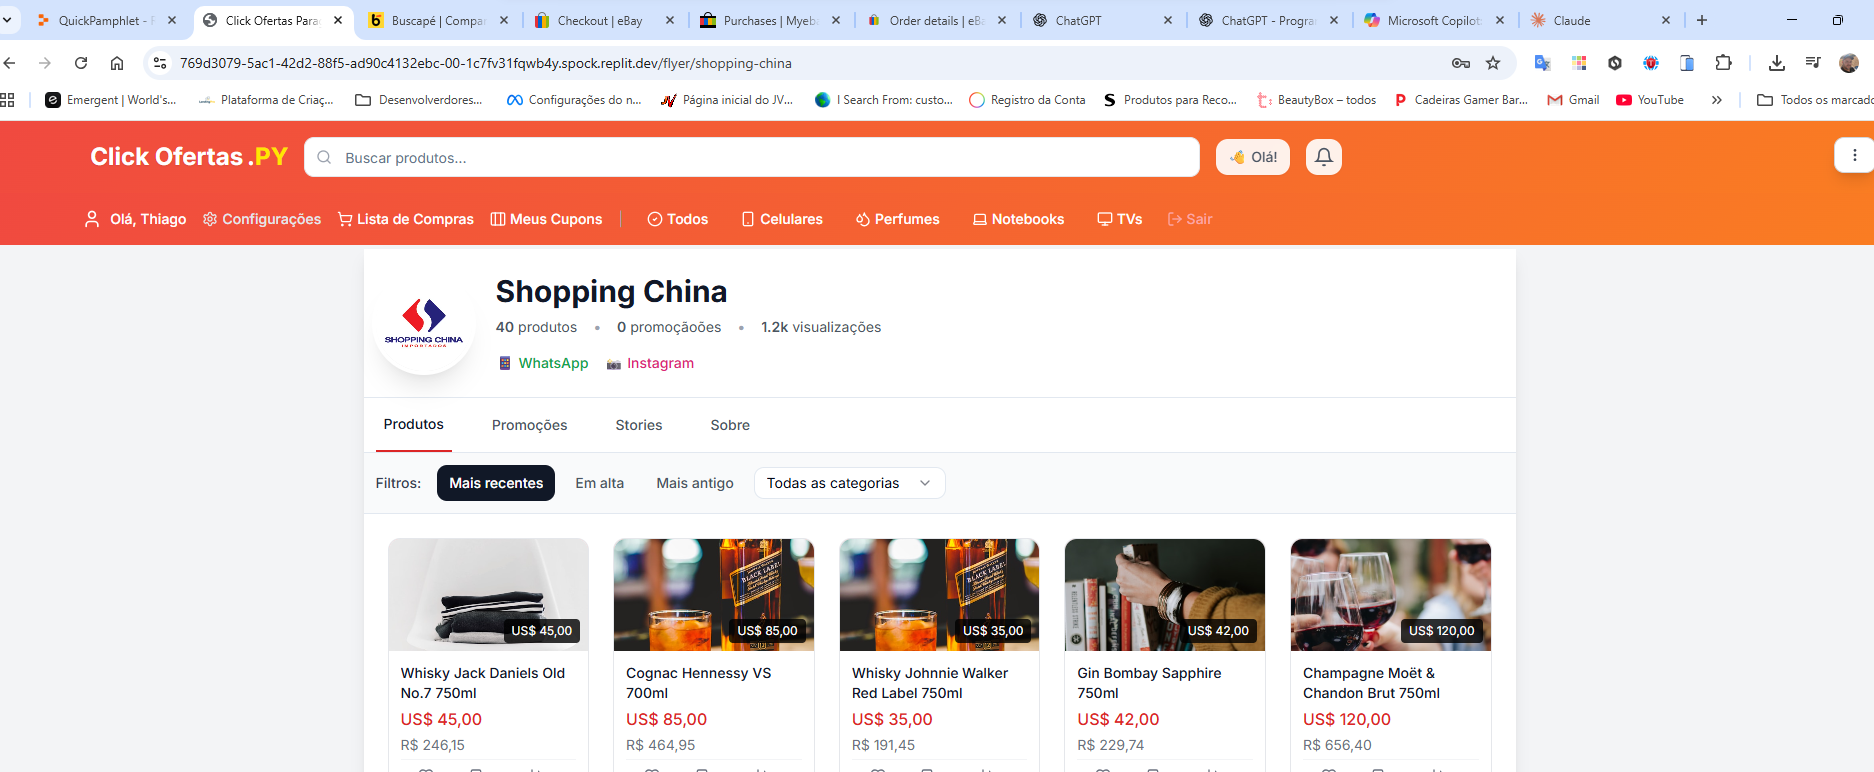 QuickPamphlet - F
Click Ofertas Para
Buscapé | Compar
Checkout | eBay
Purchases | Myeb
Order details | eBa
ChatGPT
ChatGPT - Progra
Microsoft Copilot:
Claude
769d3079-5ac1-42d2-88f5-ad90c4132ebc-00-1c7fv31fqwb4y.spock.replit.dev/flyer/shopping-china
Emergent | World's...
Plataforma de Criaç...
Desenvolverdores...
Configurações do n...
Página inicial do JV...
I Search From: custo...
Registro da Conta
Produtos para Reco...
BeautyBox – todos
Cadeiras Gamer Bar...
Gmail
YouTube
Todos os marcado
Click Ofertas .PY
Buscar produtos...
Olá!
Olá, Thiago
Configurações
Lista de Compras
Meus Cupons
Todos
Celulares
Perfumes
Notebooks
TVs
Sair
SHOPPING CHINA
IMPORTADOS
Shopping China
40 produtos • 0 promoçãoões • 1.2k visualizações
WhatsApp
Instagram
Produtos
Promoções
Stories
Sobre
Filtros:
Mais recentes
Em alta
Mais antigo
Todas as categorias
US$ 45,00
Whisky Jack Daniels Old
No.7 750ml
US$ 45,00
R$ 246,15
BLACK LABEL
US$ 85,00
Cognac Hennessy VS
700ml
US$ 85,00
R$ 464,95
BLACK LABEL
US$ 35,00
Whisky Johnnie Walker
Red Label 750ml
US$ 35,00
R$ 191,45
US$ 42,00
Gin Bombay Sapphire
750ml
US$ 42,00
R$ 229,74
US$ 120,00
Champagne Moët &
Chandon Brut 750ml
US$ 120,00
R$ 656,40